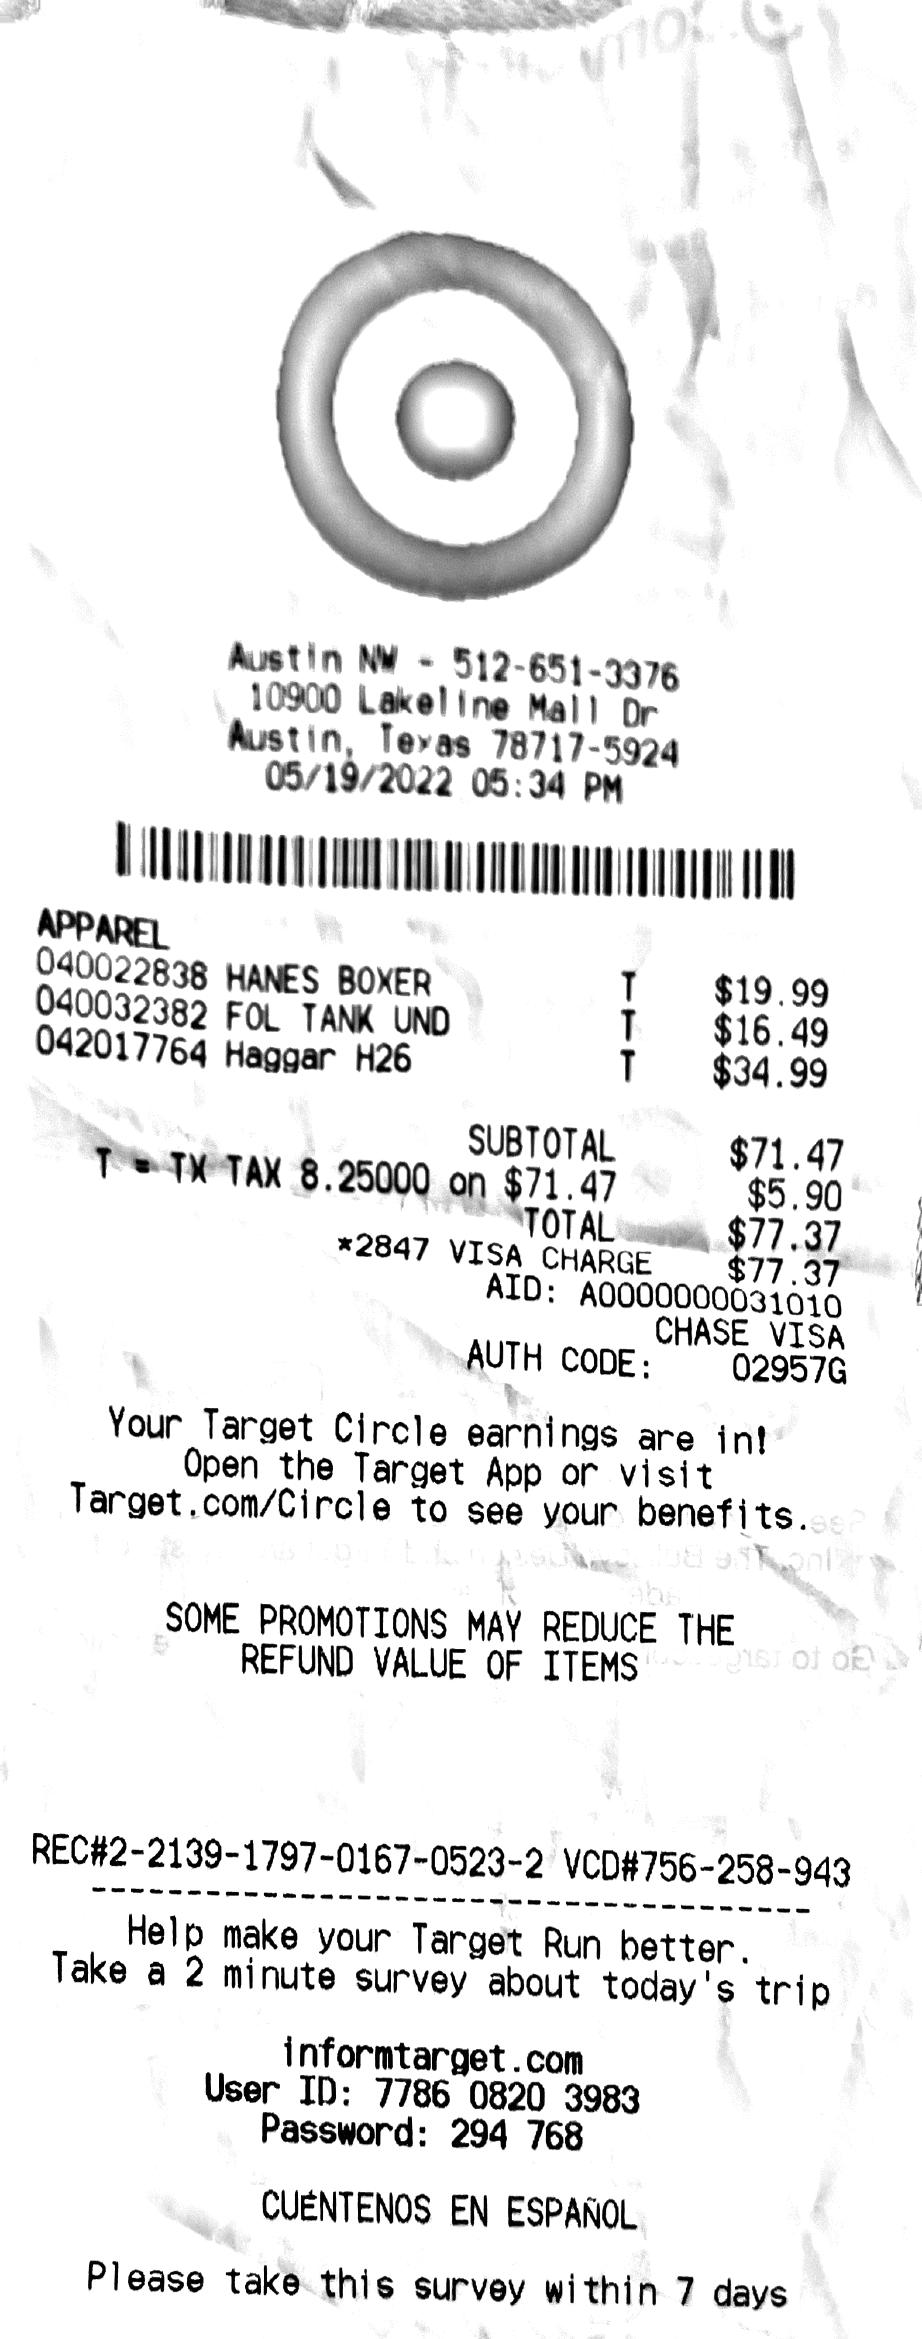 Austin NW - 512-651-3376
10900 Lakeline Mall Dr
Austin, Texas 78717-5924
05/19/2022 05:34 PM
APPAREL
040022838 HANES BOXER T $19.99
040032382 FOL TANK UND T $16.49
042017764 Haggar H26 T $34.99
SUBTOTAL $71.47
T = TX TAX 8.25000 on $71.47 $5.90
TOTAL $77.37
*2847 VISA CHARGE $77.37
AID: A0000000031010
CHASE VISA
AUTH CODE: 02957G
Your Target Circle earnings are in!
Open the Target App or visit
Target.com/Circle to see your benefits.
SOME PROMOTIONS MAY REDUCE THE
REFUND VALUE OF ITEMS
REC#2-2139-1797-0167-0523-2 VCD#756-258-943
------------------------------------
Help make your Target Run better.
Take a 2 minute survey about today's trip
informtarget.com
User ID: 7786 0820 3983
Password: 294 768
CUÉNTENOS EN ESPAÑOL
Please take this survey within 7 days